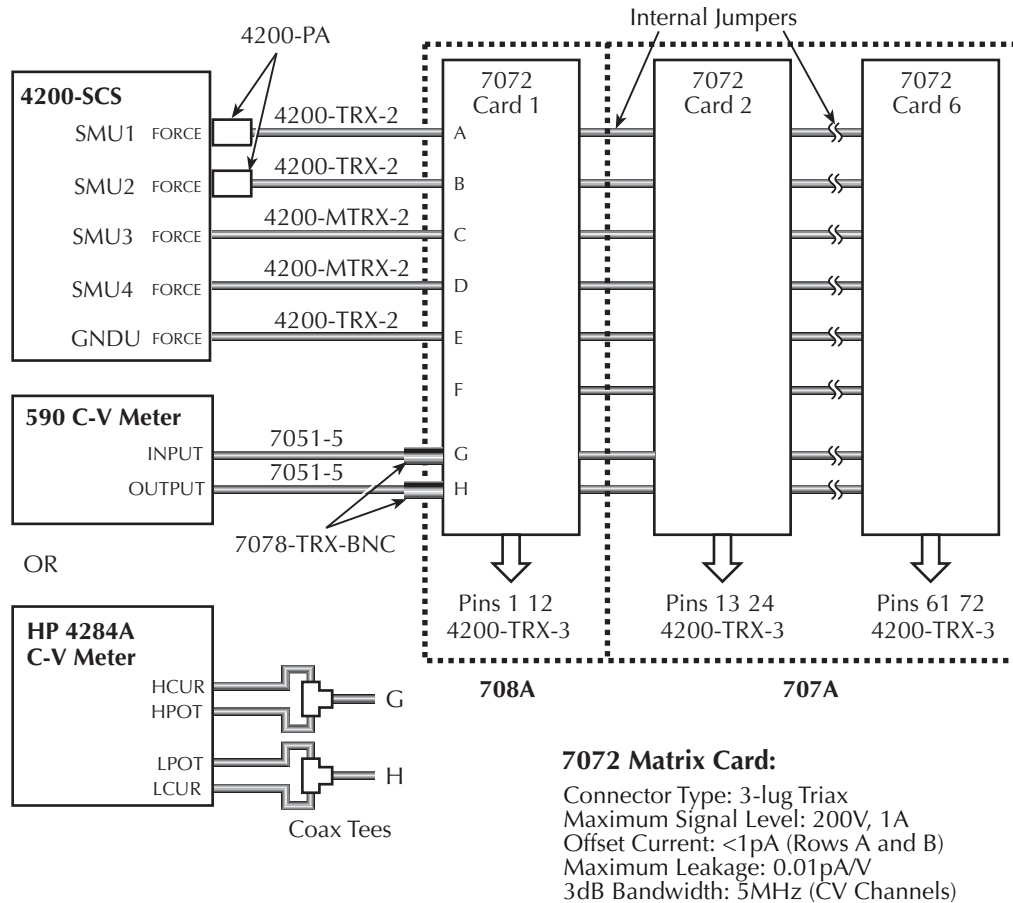 Internal Jumpers
4200-PA
4200-SCS
SMU1 FORCE
SMU2 FORCE
SMU3 FORCE
SMU4 FORCE
GNDU FORCE
4200-TRX-2
4200-TRX-2
4200-MTRX-2
4200-MTRX-2
4200-TRX-2
7072
Card 1
A
B
C
D
E
F
G
H
7072
Card 2
7072
Card 6
590 C-V Meter
INPUT
OUTPUT
7051-5
7051-5
7078-TRX-BNC
OR
Pins 1 12
4200-TRX-3
Pins 13 24
4200-TRX-3
Pins 61 72
4200-TRX-3
708A
707A
HP 4284A
C-V Meter
HCUR
HPOT
LPOT
LCUR
G
H
Coax Tees
7072 Matrix Card:
Connector Type: 3-lug Triax
Maximum Signal Level: 200V, 1A
Offset Current: <1pA (Rows A and B)
Maximum Leakage: 0.01pA/V
3dB Bandwidth: 5MHz (CV Channels)